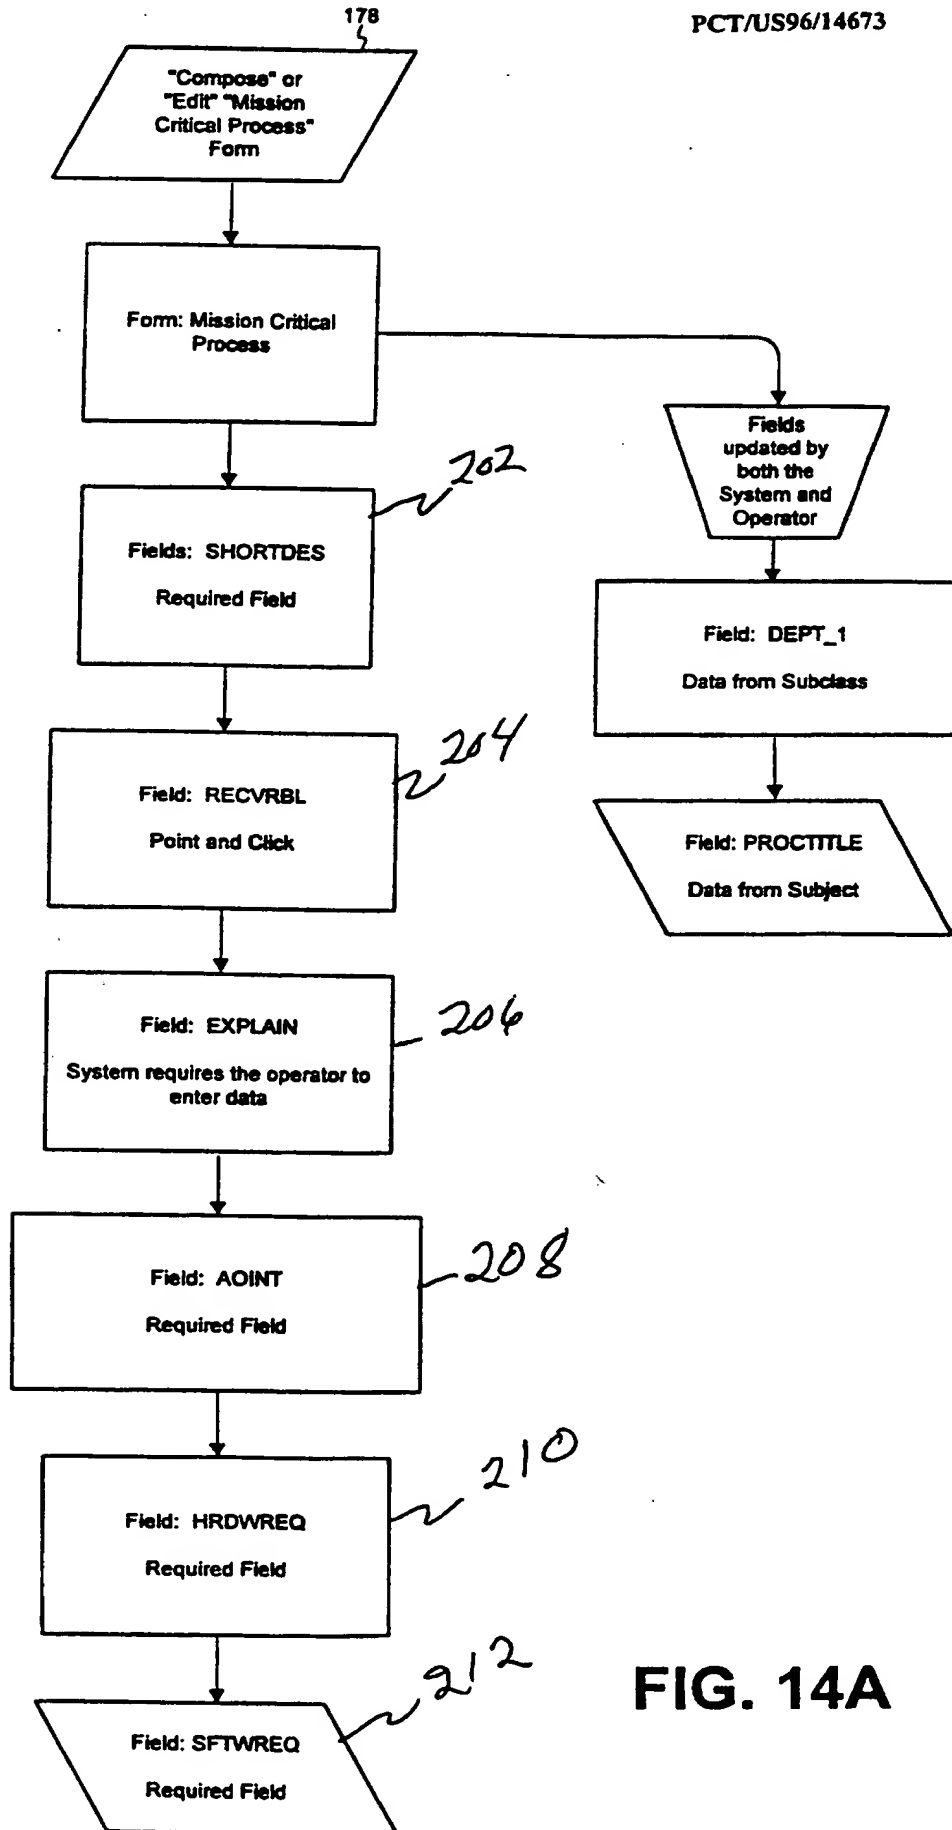 178
PCT/US96/14673
"Compose" or
"Edit" "Mission
Critical Process"
Form
Form: Mission Critical
Process
Fields
updated by
both the
System and
Operator
202
Fields: SHORTDES
Required Field
Field: DEPT_1
Data from Subclass
204
Field: RECVRBL
Point and Click
Field: PROCTITLE
Data from Subject
206
Field: EXPLAIN
System requires the operator to
enter data
208
Field: AOINT
Required Field
210
Field: HRDWREQ
Required Field
212
Field: SFTWREQ
Required Field
FIG. 14A